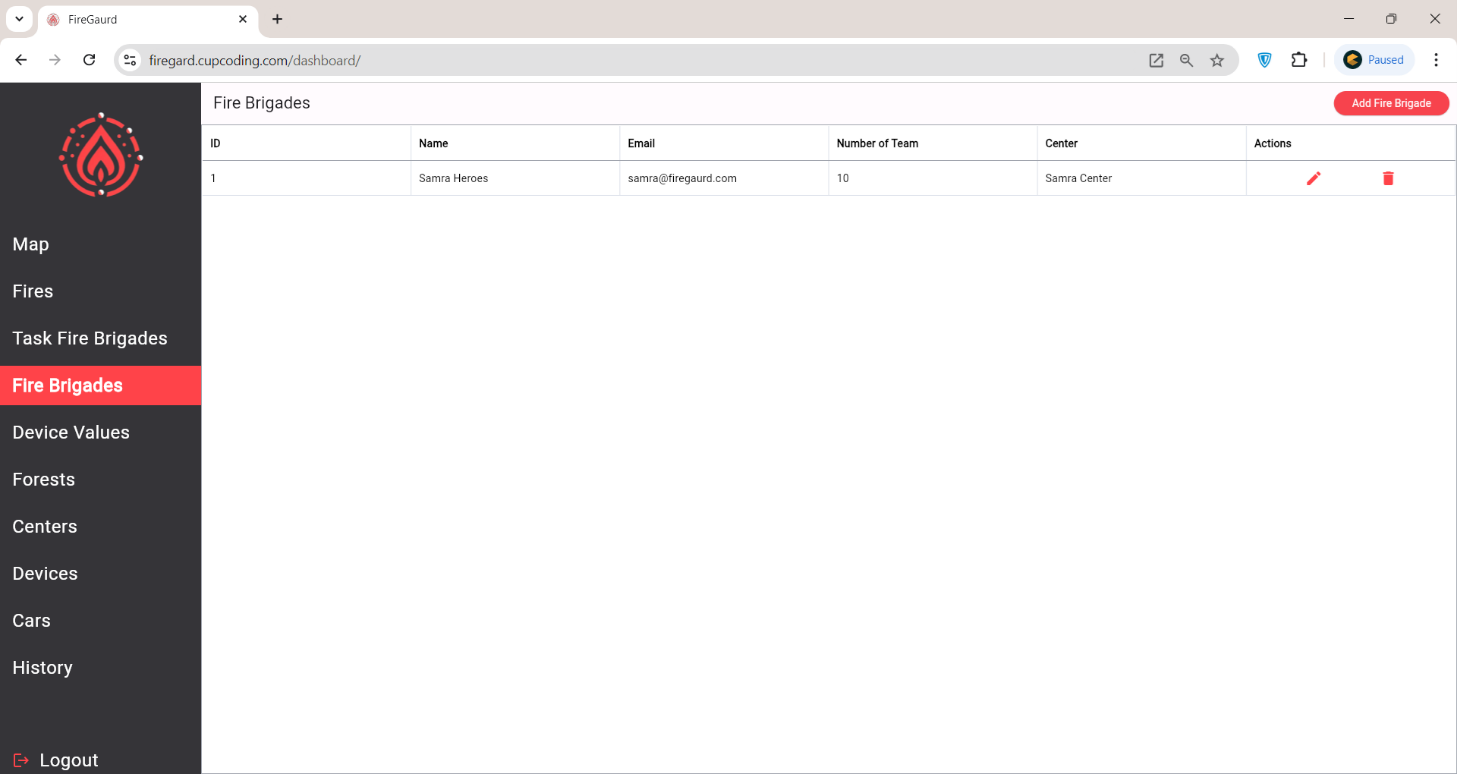 FireGaurd
firegard.cupcoding.com/dashboard/
Paused
Fire Brigades
Add Fire Brigade
ID Name Email Number of Team Center Actions
1 Samra Heroes samra@firegaurd.com 10 Samra Center
Map
Fires
Task Fire Brigades
Fire Brigades
Device Values
Forests
Centers
Devices
Cars
History
Logout